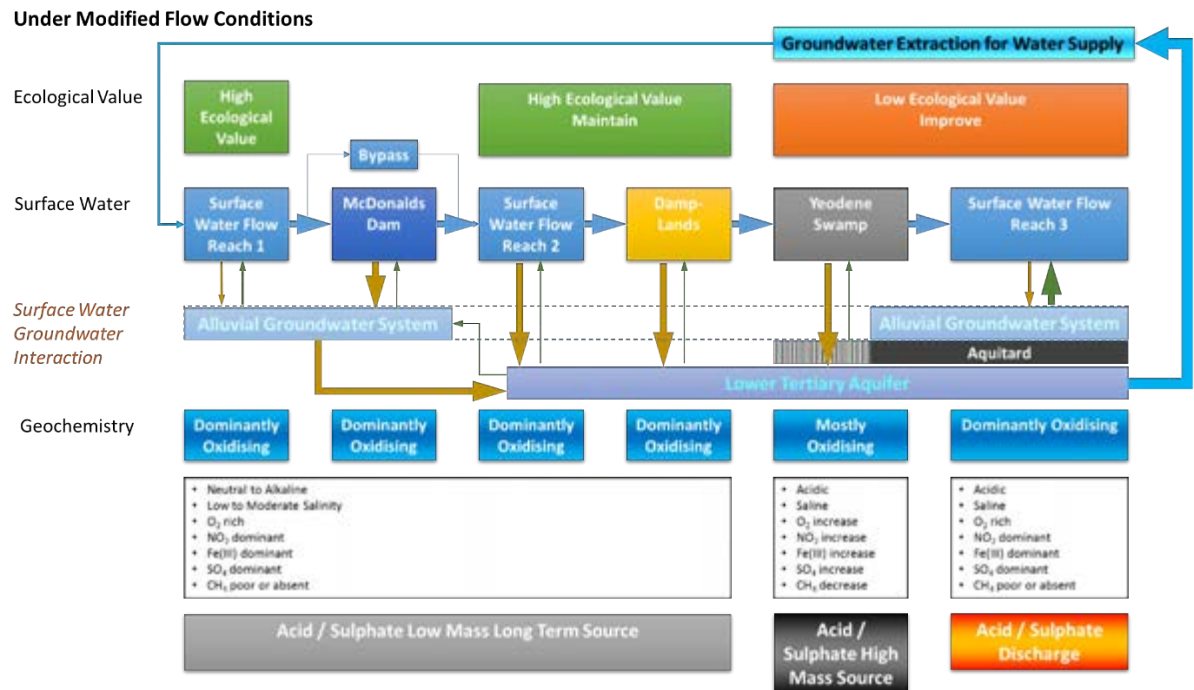 Under Modified Flow Conditions
Groundwater Extraction for Water Supply
Ecological Value
High
Ecological
Value
High Ecological Value
Maintain
Low Ecological Value
Improve
Bypass
Surface Water
Surface
Water Flow
Reach 1
McDonalds
Dam
Surface
Water Flow
Reach 2
Damp-
Lands
Yeodene
Swamp
Surface Water Flow
Reach 3
Surface Water
Groundwater
Interaction
Alluvial Groundwater System
Alluvial Groundwater System
Aquitard
Lower Tertiary Aquifer
Geochemistry
Dominantly
Oxidising
Dominantly
Oxidising
Dominantly
Oxidising
Dominantly
Oxidising
Mostly
Oxidising
Dominantly Oxidising
• Neutral to Alkaline
• Low to Moderate Salinity
• O₂ rich
• NO₃ dominant
• Fe(III) dominant
• SO₄ dominant
• CH₄ poor or absent
• Acidic
• Saline
• O₂ increase
• NO₃ increase
• Fe(III) increase
• SO₄ increase
• CH₄ decrease
• Acidic
• Saline
• O₂ rich
• NO₃ dominant
• Fe(III) dominant
• SO₄ dominant
• CH₄ poor or absent
Acid / Sulphate Low Mass Long Term Source
Acid /
Sulphate High
Mass Source
Acid / Sulphate
Discharge